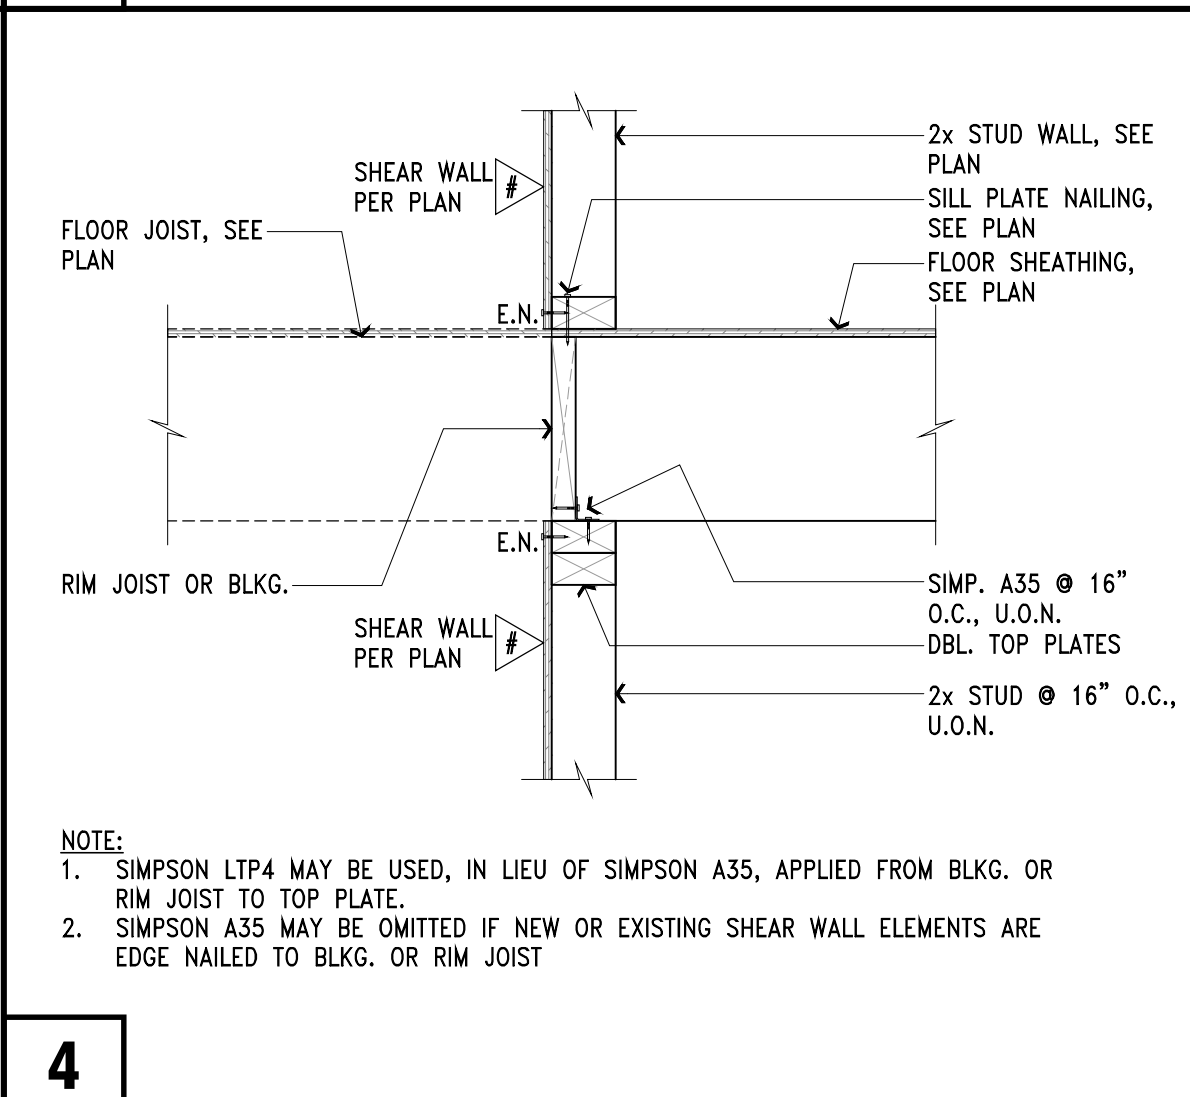 2x STUD WALL, SEE
PLAN
SHEAR WALL
PER PLAN
#
SILL PLATE NAILING,
SEE PLAN
FLOOR JOIST, SEE
PLAN
FLOOR SHEATHING,
SEE PLAN
E.N.
E.N.
RIM JOIST OR BLKG.
SIMP. A35 @ 16"
O.C., U.O.N.
SHEAR WALL
PER PLAN
#
DBL. TOP PLATES
2x STUD @ 16" O.C.,
U.O.N.
NOTE:
1. SIMPSON LTP4 MAY BE USED, IN LIEU OF SIMPSON A35, APPLIED FROM BLKG. OR
RIM JOIST TO TOP PLATE.
2. SIMPSON A35 MAY BE OMITTED IF NEW OR EXISTING SHEAR WALL ELEMENTS ARE
EDGE NAILED TO BLKG. OR RIM JOIST
4